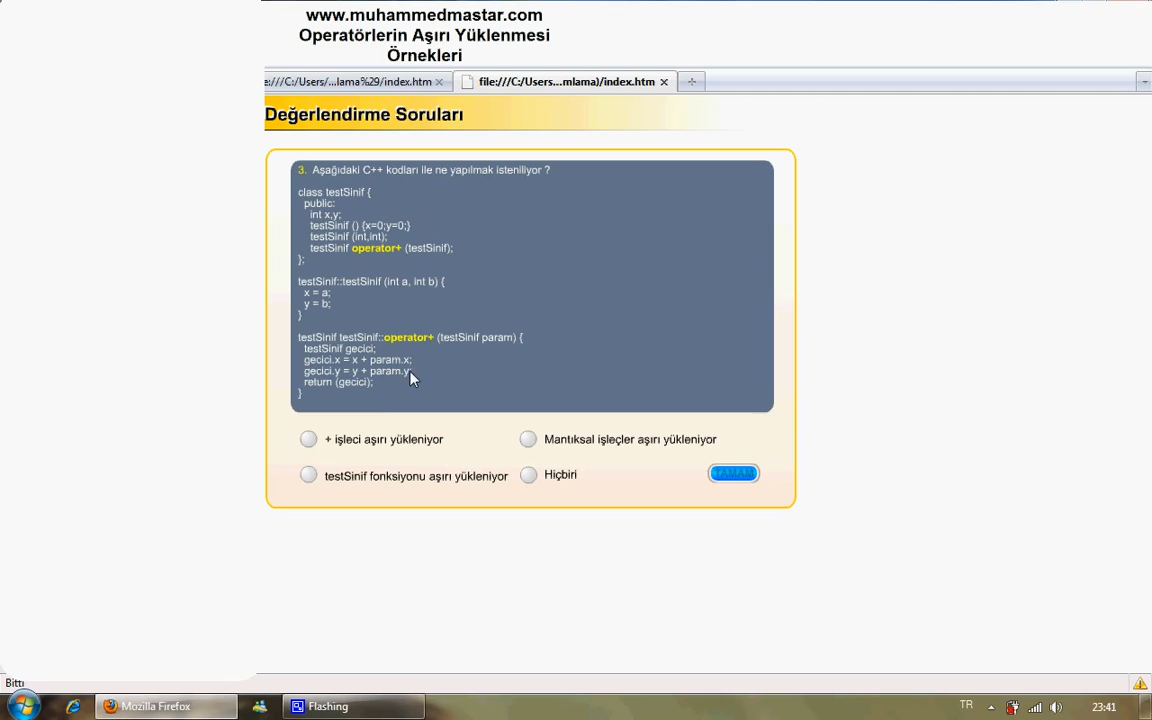 www.muhammedmastar.com
Operatörlerin Aşırı Yüklenmesi
Örnekleri
e:///C:/Users/...lama%29/index.htm
file:///C:/Users...mlama)/index.htm
Değerlendirme Soruları
3. Aşağıdaki C++ kodları ile ne yapılmak isteniliyor ?
class testSinif {
public:
int x,y;
testSinif () {x=0;y=0;}
testSinif (int,int);
testSinif operator+ (testSinif);
};
testSinif::testSinif (int a, int b) {
x = a;
y = b;
}
testSinif testSinif::operator+ (testSinif param) {
testSinif gecici;
gecici.x = x + param.x;
gecici.y = y + param.y;
return (gecici);
}
+ işleci aşırı yükleniyor
Mantıksal işleçler aşırı yükleniyor
testSinif fonksiyonu aşırı yükleniyor
Hiçbiri
TAMAM
Bitti
Mozilla Firefox
Flashing
TR
23:41